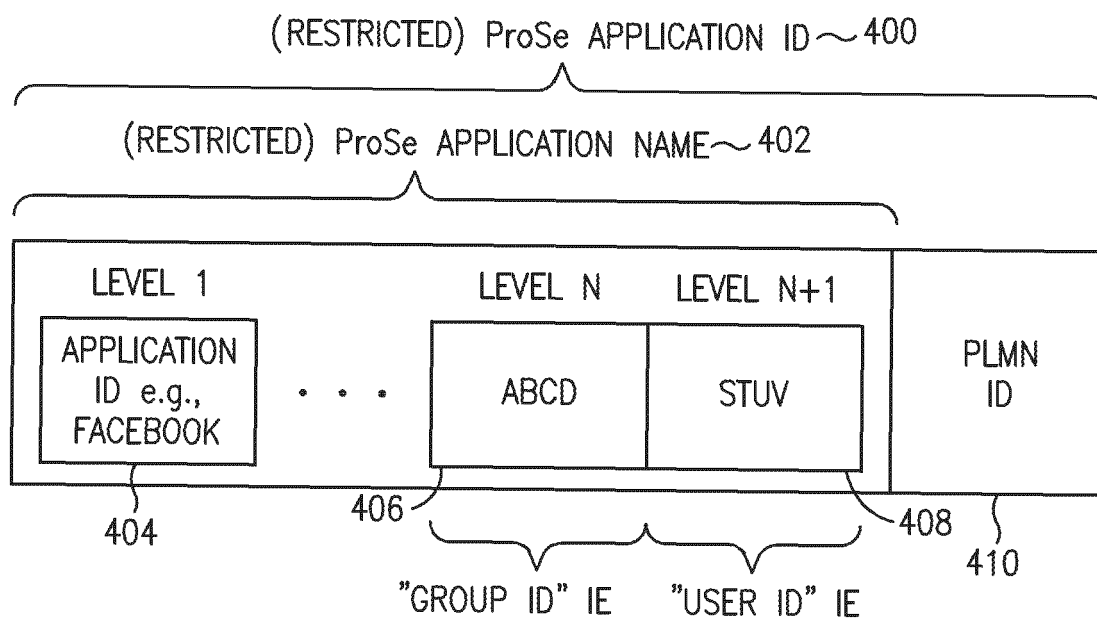 (RESTRICTED) ProSe APPLICATION ID~400
(RESTRICTED) ProSe APPLICATION NAME~402
LEVEL 1
LEVEL N
LEVEL N+1
APPLICATION
ID e.g.,
FACEBOOK
. . .
ABCD
STUV
PLMN
ID
404
406
408
410
"GROUP ID" IE
"USER ID" IE